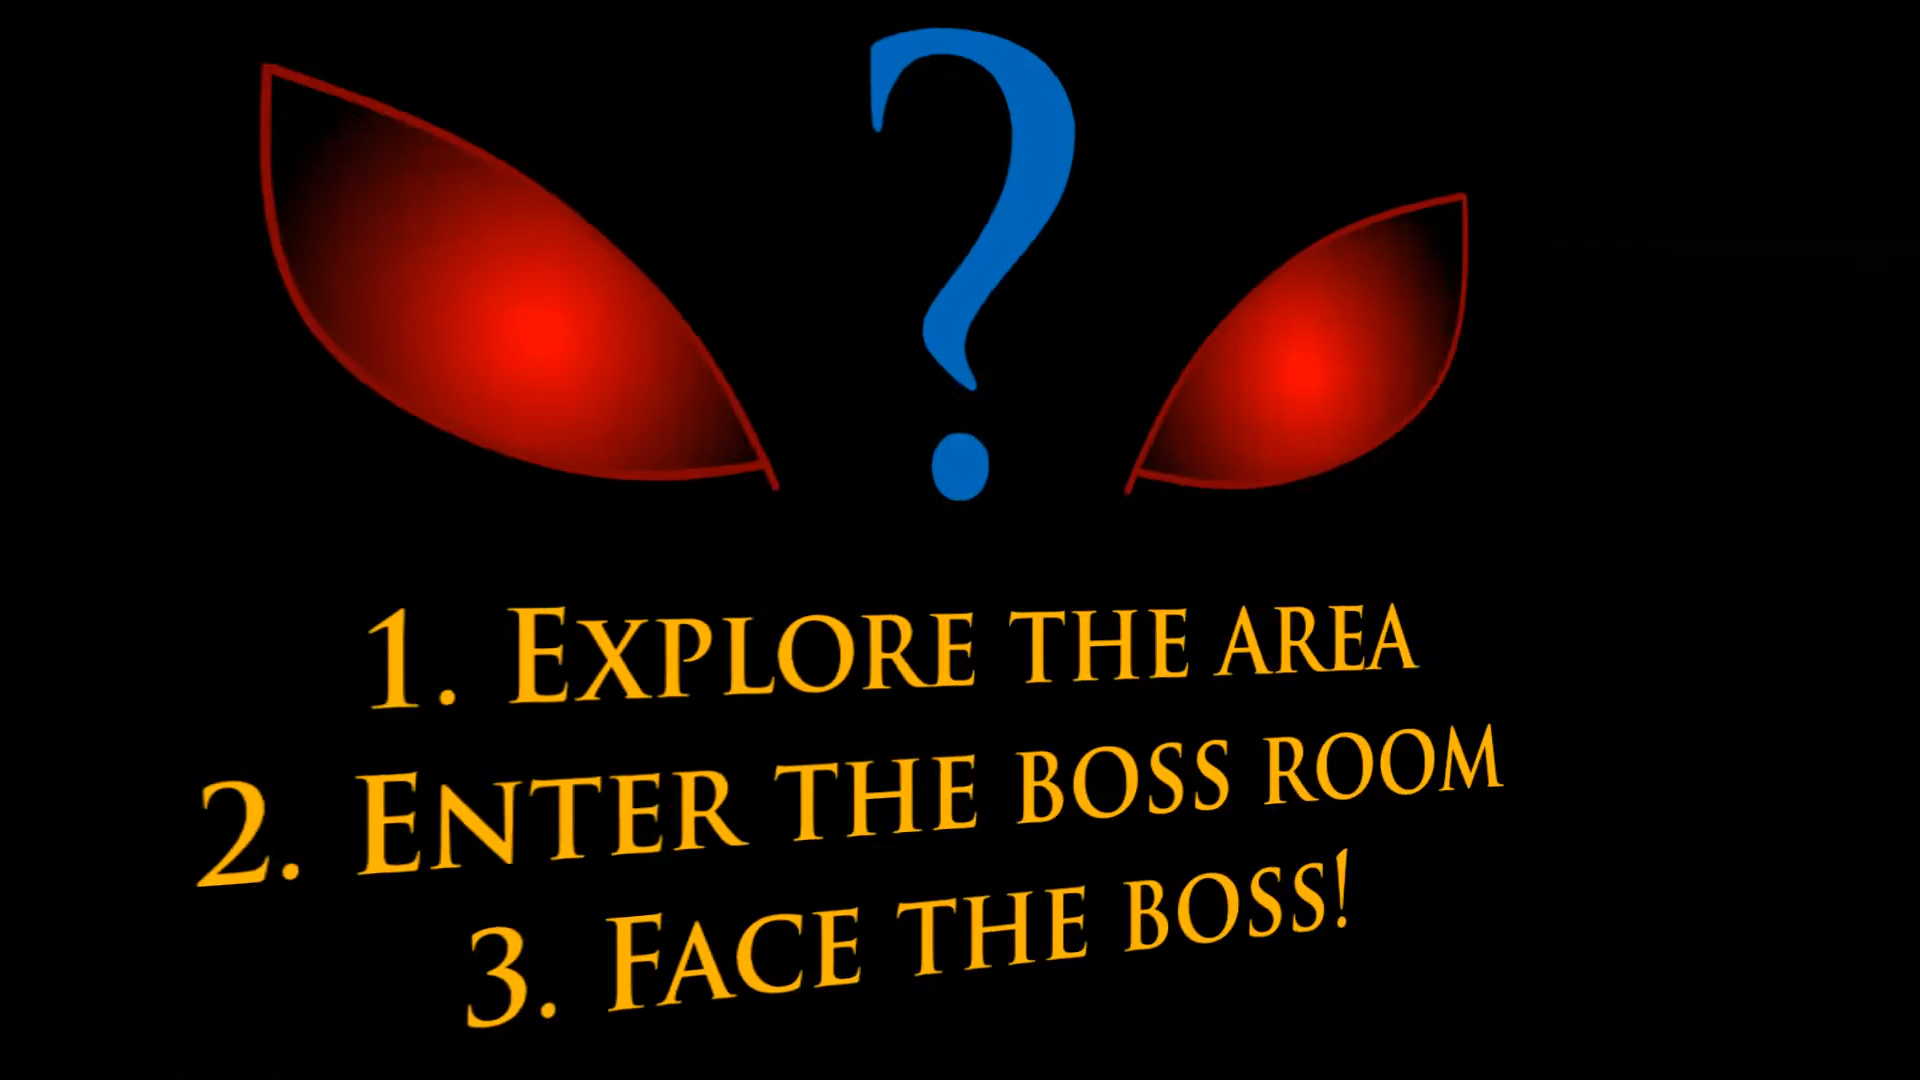 ?
1. Explore the area
2. Enter the boss room
3. Face the boss!